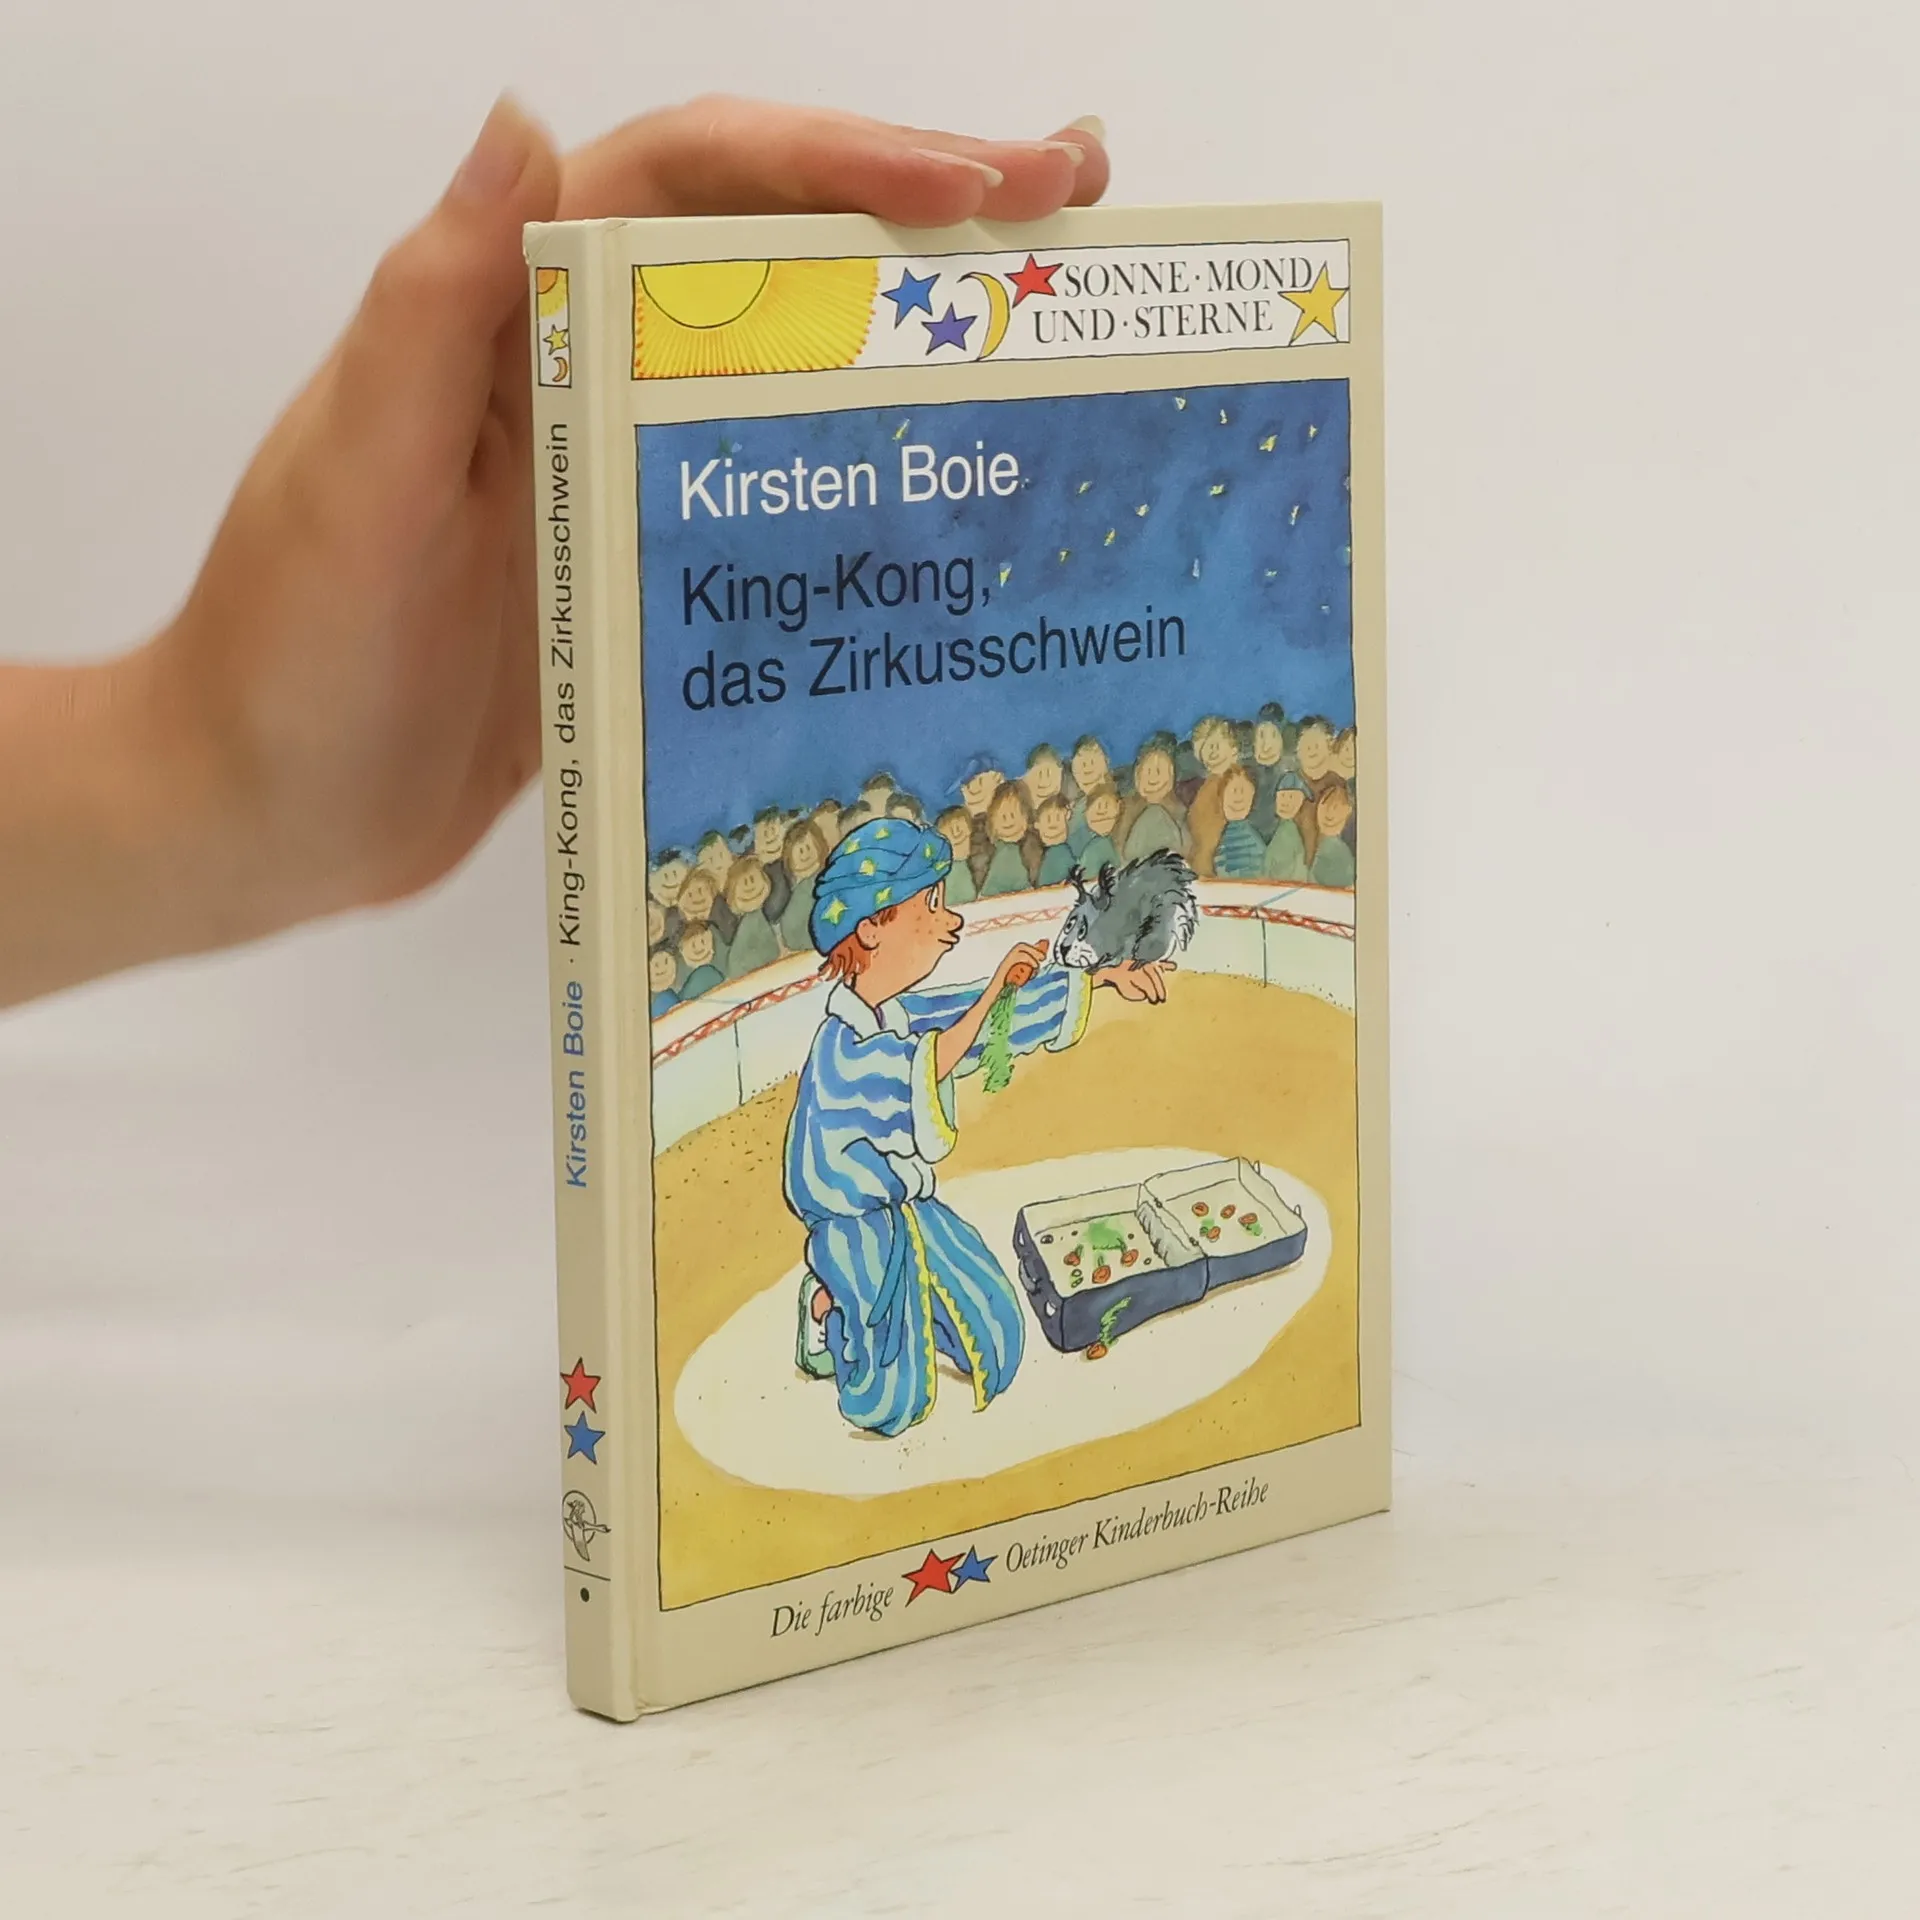 SONNE·MOND
UND·STERNE
Kirsten Boie
King-Kong,
das Zirkusschwein
Die farbige Oetinger Kinderbuch-Reihe
Kirsten Boie · King-Kong, das Zirkusschwein